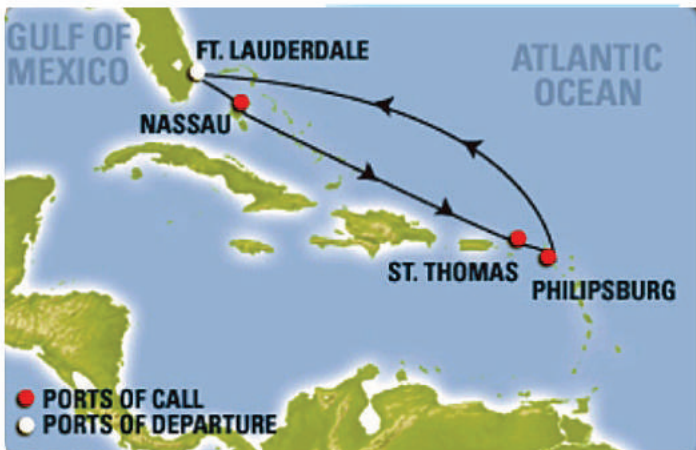 GULF OF
MEXICO
FT. LAUDERDALE
ATLANTIC
OCEAN
NASSAU
ST. THOMAS
PHILIPSBURG
PORTS OF CALL
PORTS OF DEPARTURE